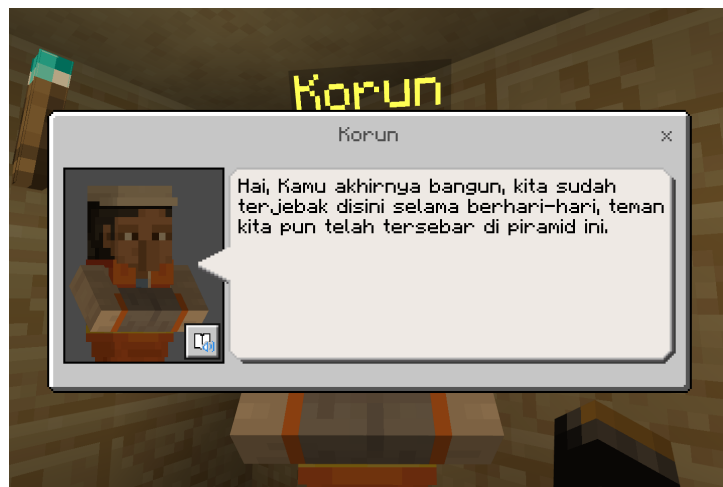 Korun
Korun
x
Hai, Kamu akhirnya bangun, kita sudah
terjebak disini selama berhari-hari, teman
kita pun telah tersebar di piramid ini.